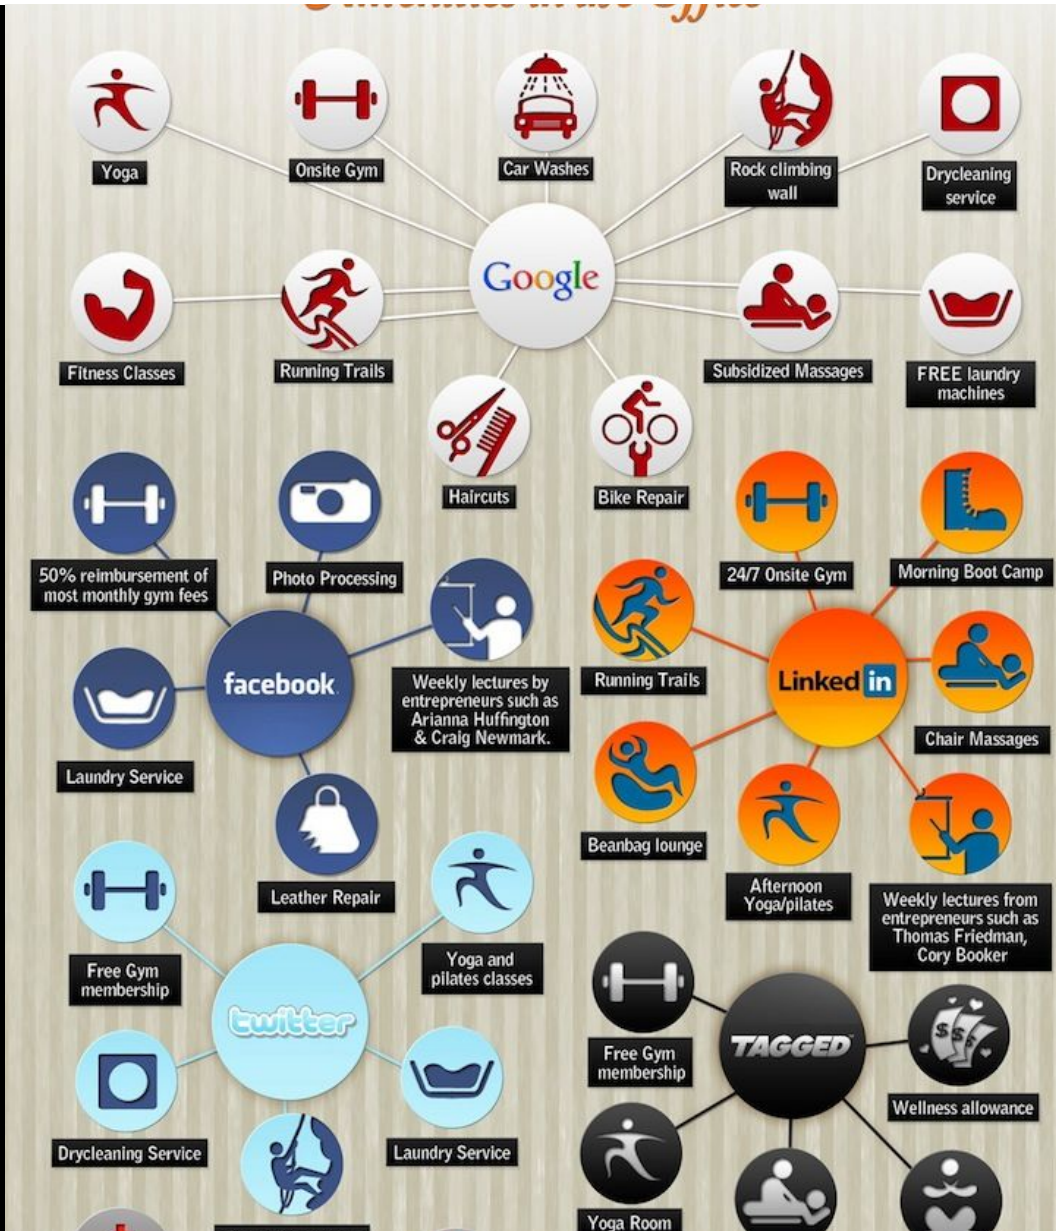 Amenities in the Office
Yoga
Onsite Gym
Car Washes
Rock climbing
wall
Drycleaning
service
Google
Fitness Classes
Running Trails
Subsidized Massages
FREE laundry
machines
Haircuts
Bike Repair
50% reimbursement of
most monthly gym fees
Photo Processing
facebook
Weekly lectures by
entrepreneurs such as
Arianna Huffington
& Craig Newmark.
Laundry Service
Leather Repair
24/7 Onsite Gym
Morning Boot Camp
Running Trails
Linked in
Chair Massages
Beanbag lounge
Afternoon
Yoga/pilates
Weekly lectures from
entrepreneurs such as
Thomas Friedman,
Cory Booker
Free Gym
membership
Yoga and
pilates classes
twitter
Drycleaning Service
Laundry Service
Free Gym
membership
TAGGED
$ $ $
Wellness allowance
Yoga Room